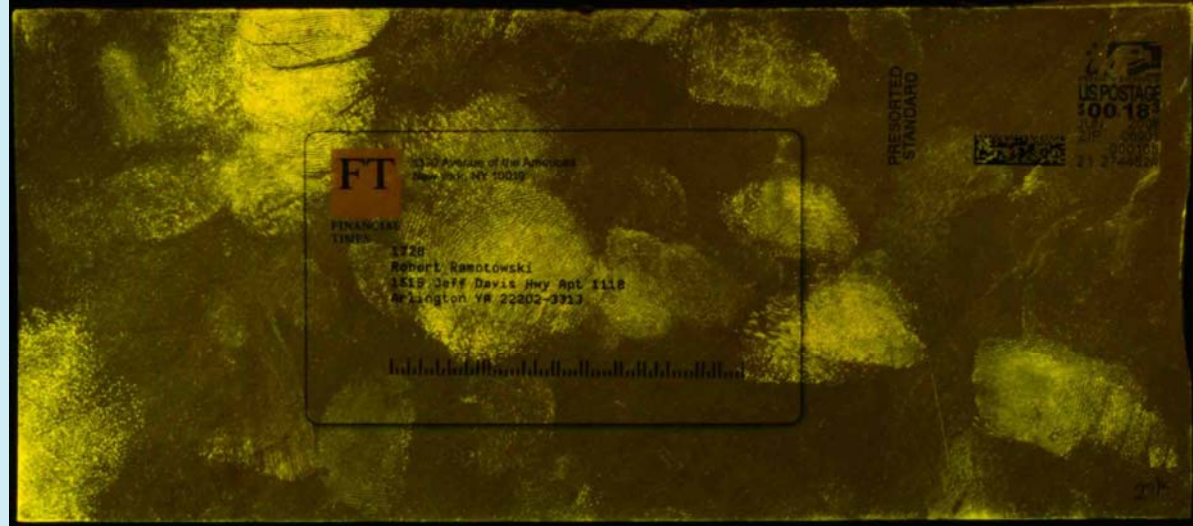 FT
FINANCIAL
TIMES
Avenue of the Americas
New York, NY 10019
1728
Robert Ramotowski
1515 Jeff Davis Hwy Apt 1118
Arlington VA 22202-3313
PRESORTED
STANDARD
US POSTAGE
$00.18